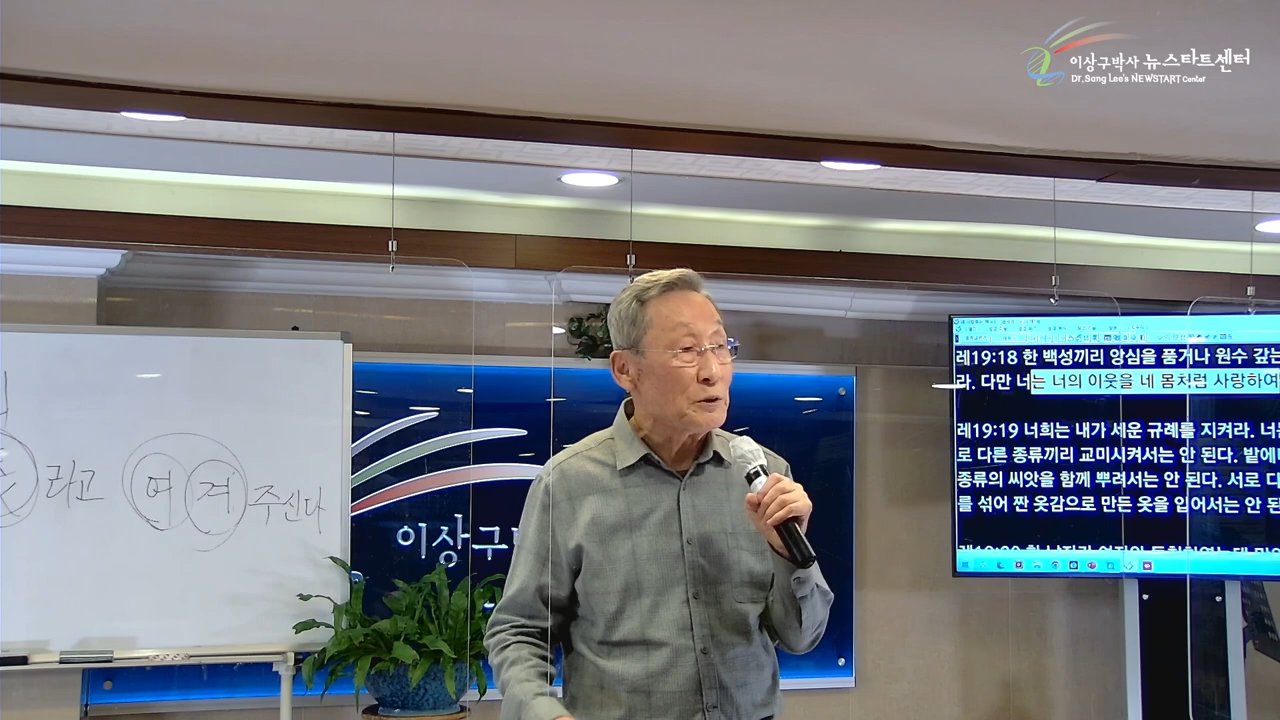 이상구박사 뉴스타트센터
Dr. Sang Lee's NEWSTART Center
라고 여겨 주신다
이상구
레19:18 한 백성끼리 앙심을 품거나 원수 갚는
라. 다만 너는 너의 이웃을 네 몸처럼 사랑하여
레19:19 너희는 내가 세운 규례를 지켜라.
로 다른 종류끼리 교미시켜서는 안 된다. 밭에
종류의 씨앗을 함께 뿌려서는 안 된다. 서로 다
를 섞어 짠 옷감으로 만든 옷을 입어서는 안 된